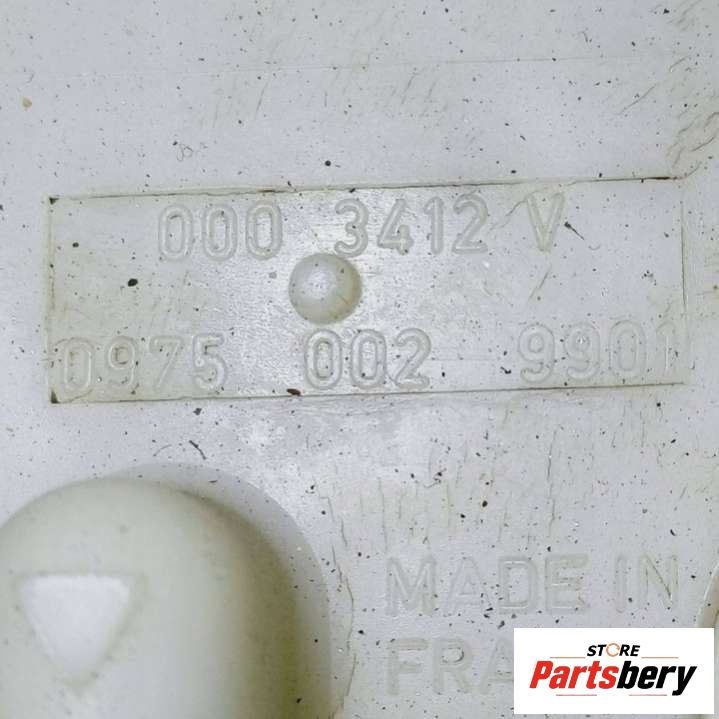 000 3412 V
0975 002 9901
MADE IN
STORE
Partsbery